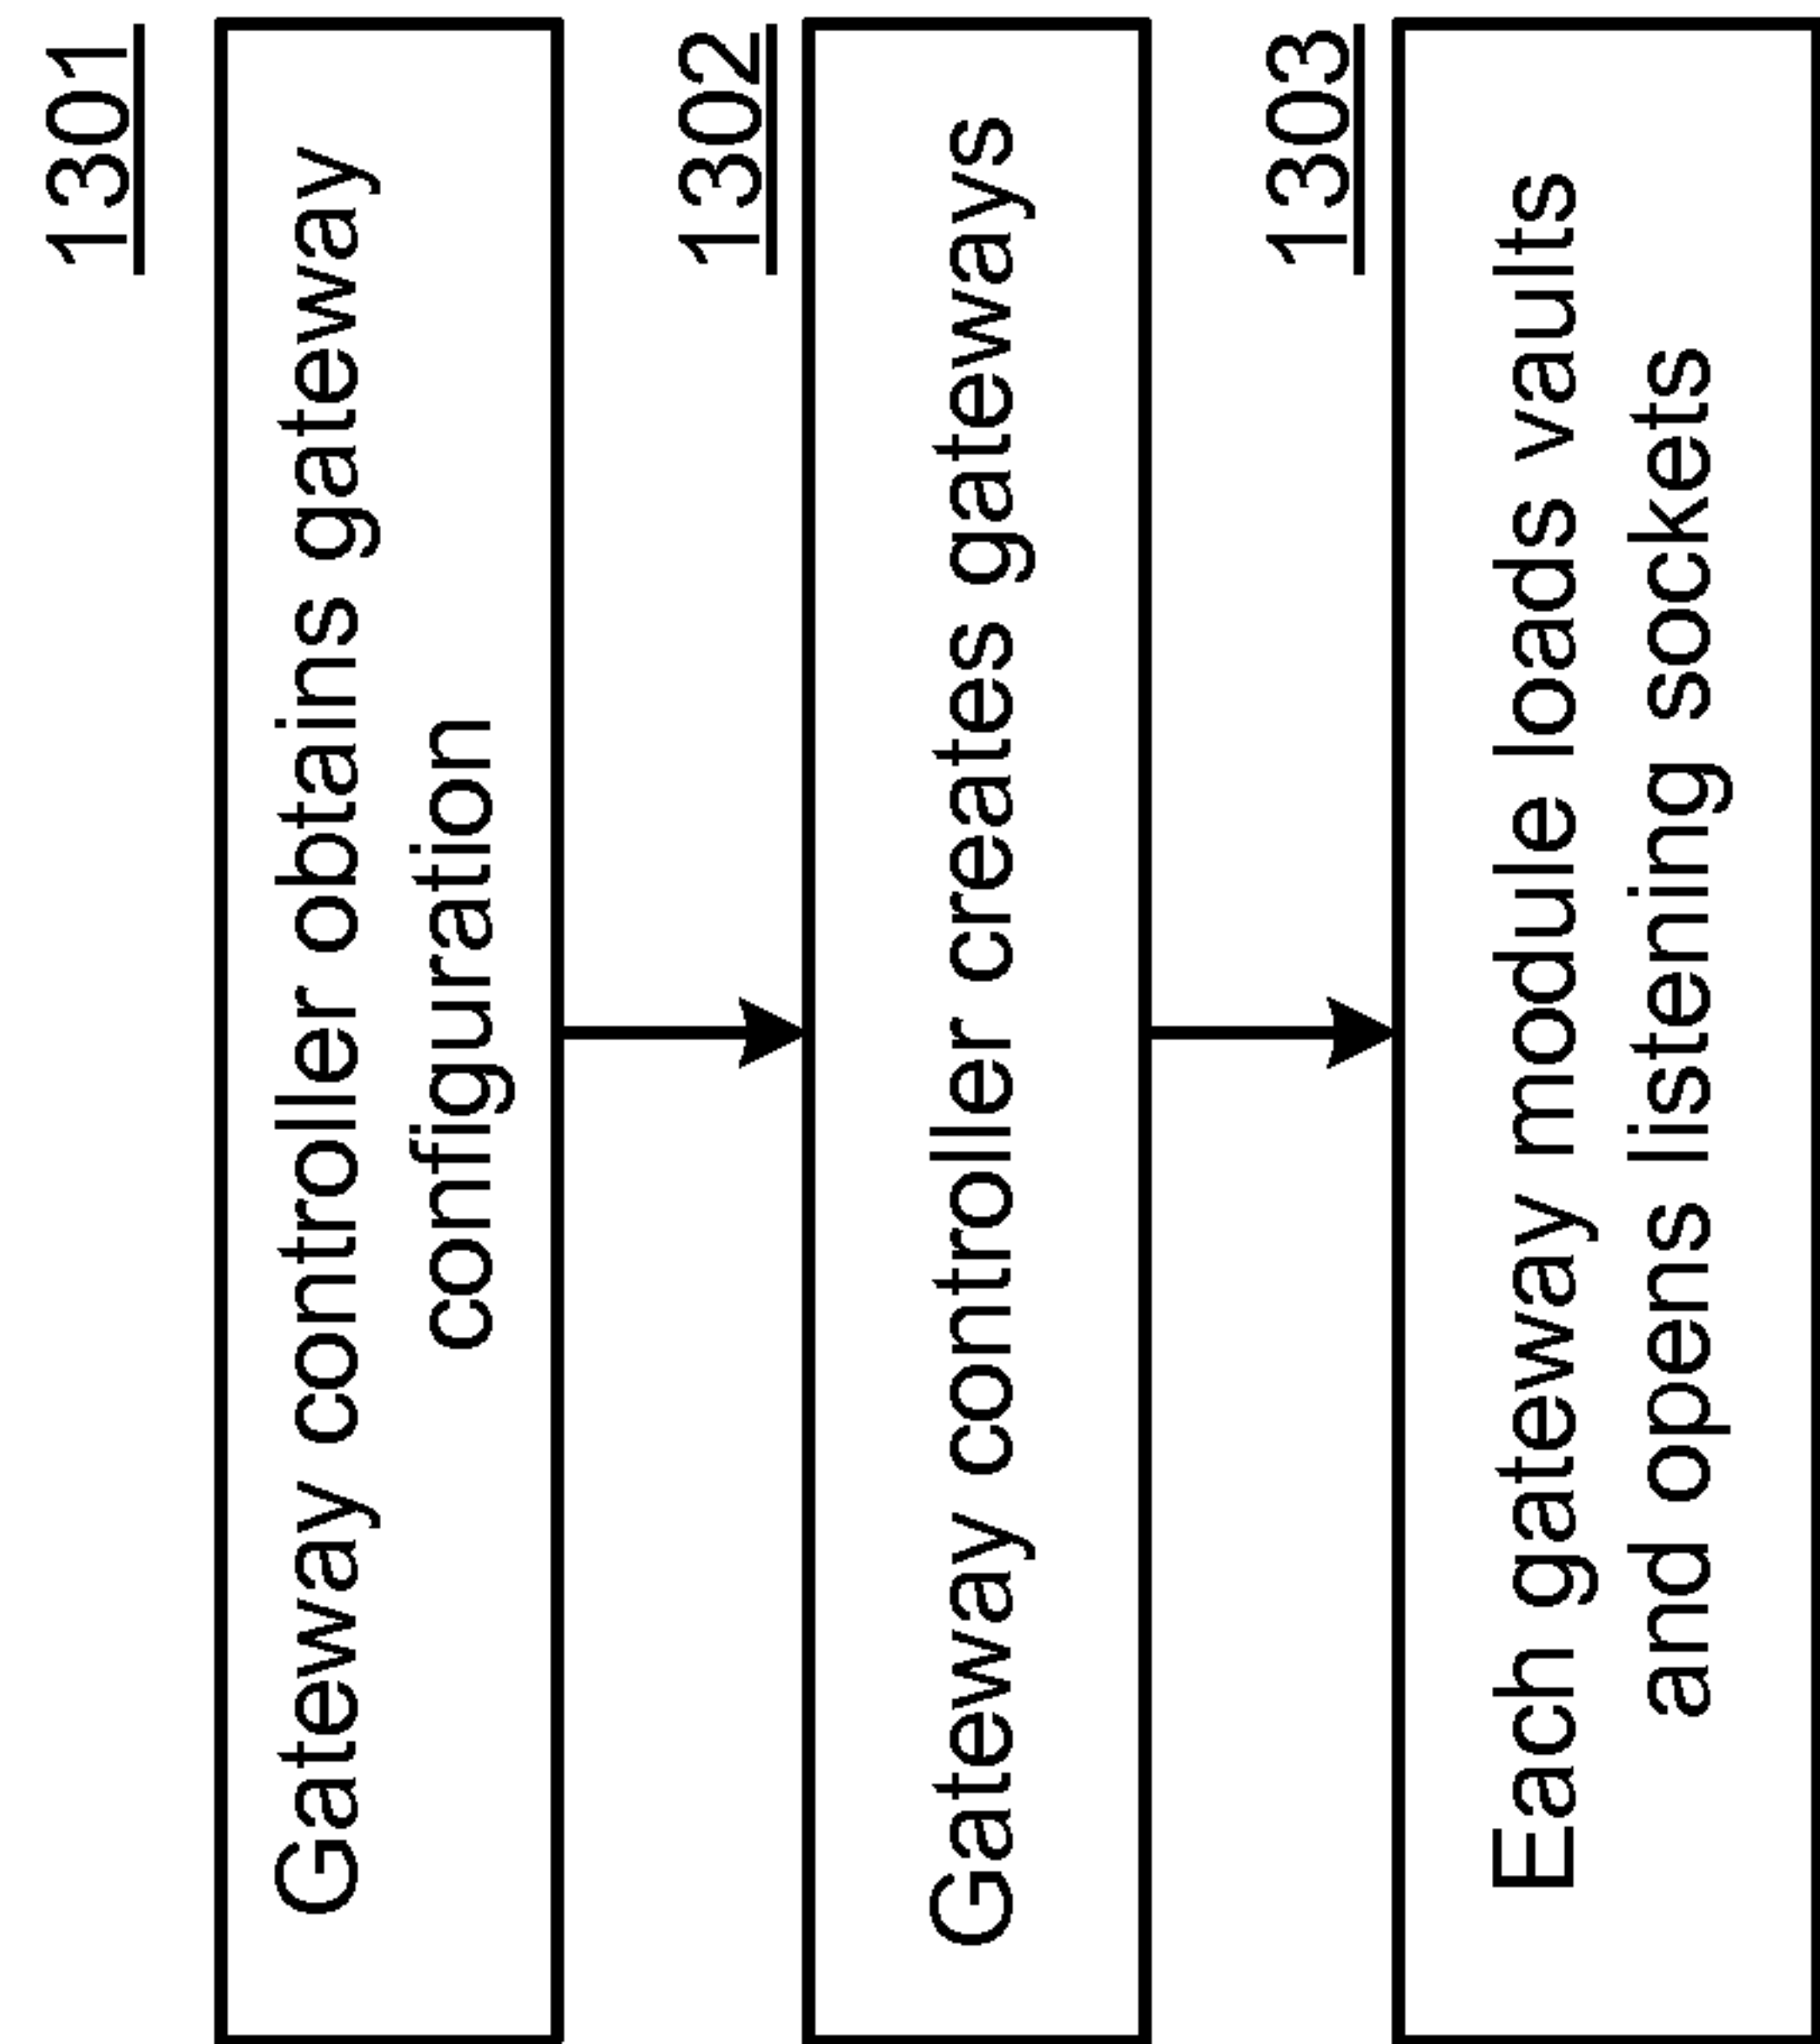 1301
Gateway controller obtains gateway
configuration
1302
Gateway controller creates gateways
1303
Each gateway module loads vaults
and opens listening sockets